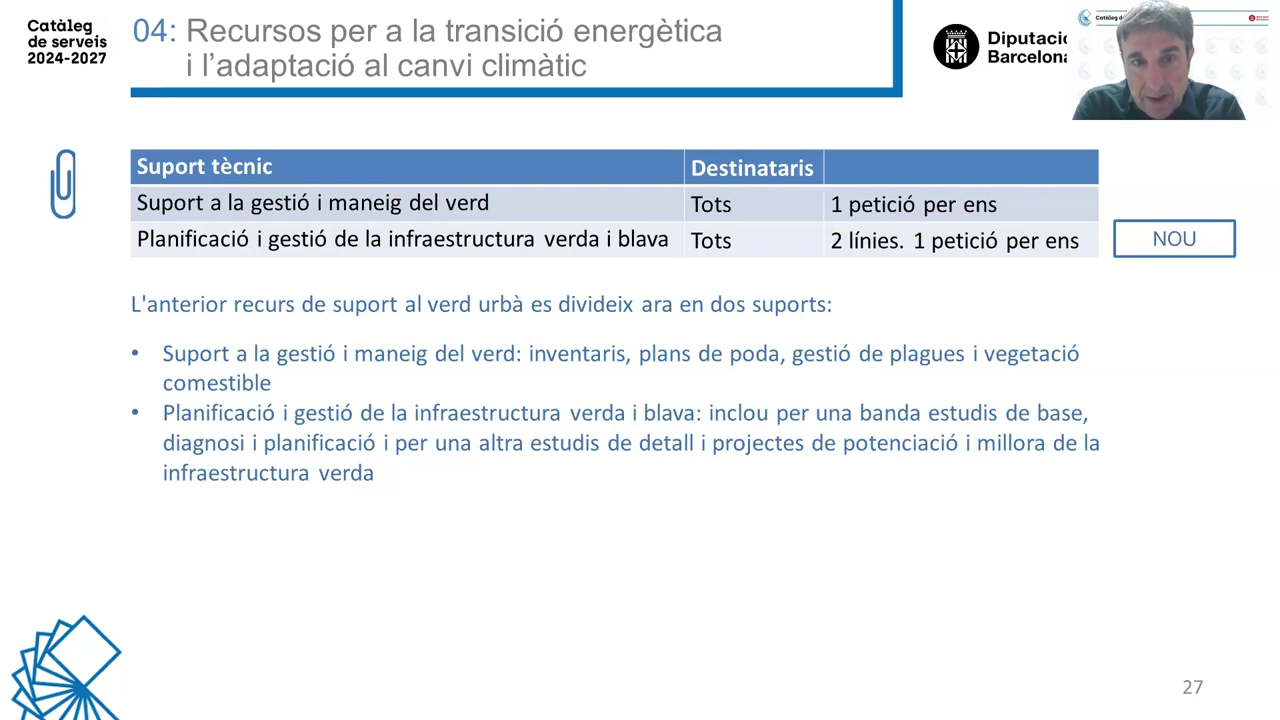 Catàleg
de serveis
2024-2027
04: Recursos per a la transició energètica
i l'adaptació al canvi climàtic
Diputació
Barcelona
Suport tècnic Destinataris
Suport a la gestió i maneig del verd Tots 1 petició per ens
Planificació i gestió de la infraestructura verda i blava Tots 2 línies. 1 petició per ens
NOU
L'anterior recurs de suport al verd urbà es divideix ara en dos suports:
• Suport a la gestió i maneig del verd: inventaris, plans de poda, gestió de plagues i vegetació
comestible
• Planificació i gestió de la infraestructura verda i blava: inclou per una banda estudis de base,
diagnosi i planificació i per una altra estudis de detall i projectes de potenciació i millora de la
infraestructura verda
27